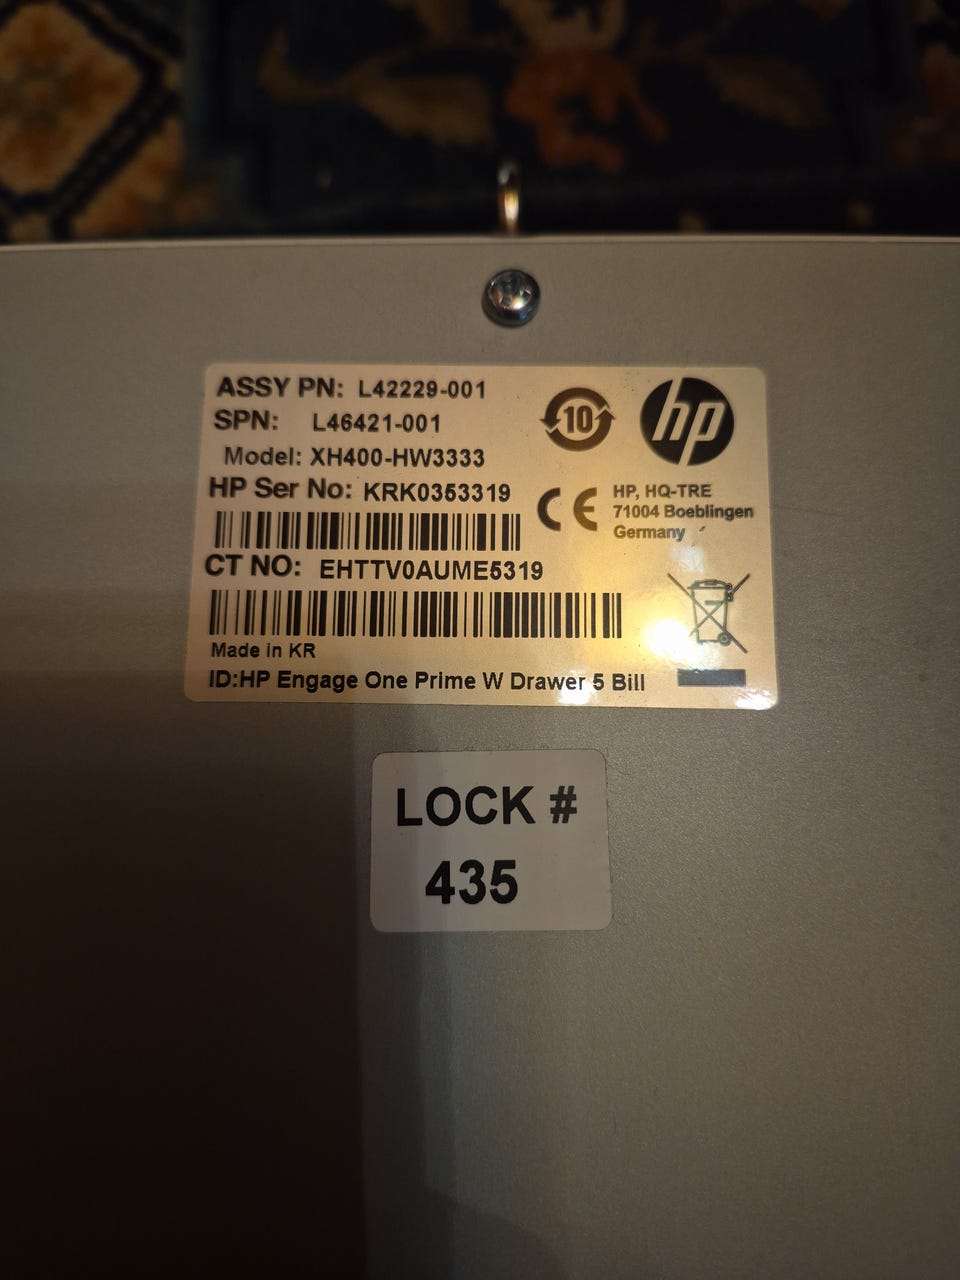 ASSY PN: L42229-001
SPN: L46421-001
Model: XH400-HW3333
HP Ser No: KRK0353319
CT NO: EHTTV0AUME5319
Made in KR
ID:HP Engage One Prime W Drawer 5 Bill
10
hp
CE
HP, HQ-TRE
71004 Boeblingen
Germany
LOCK #
435